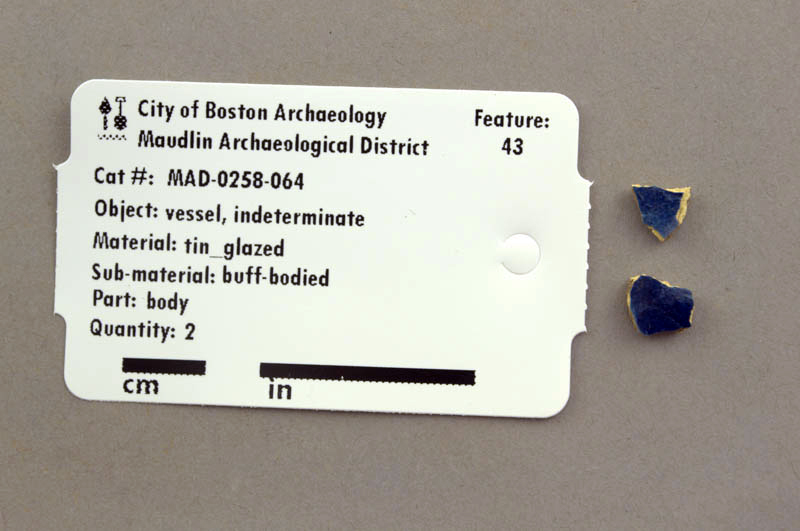 City of Boston Archaeology
Maudlin Archaeological District
Feature:
43
Cat #: MAD-0258-064
Object: vessel, indeterminate
Material: tin_glazed
Sub-material: buff-bodied
Part: body
Quantity: 2
cm
in